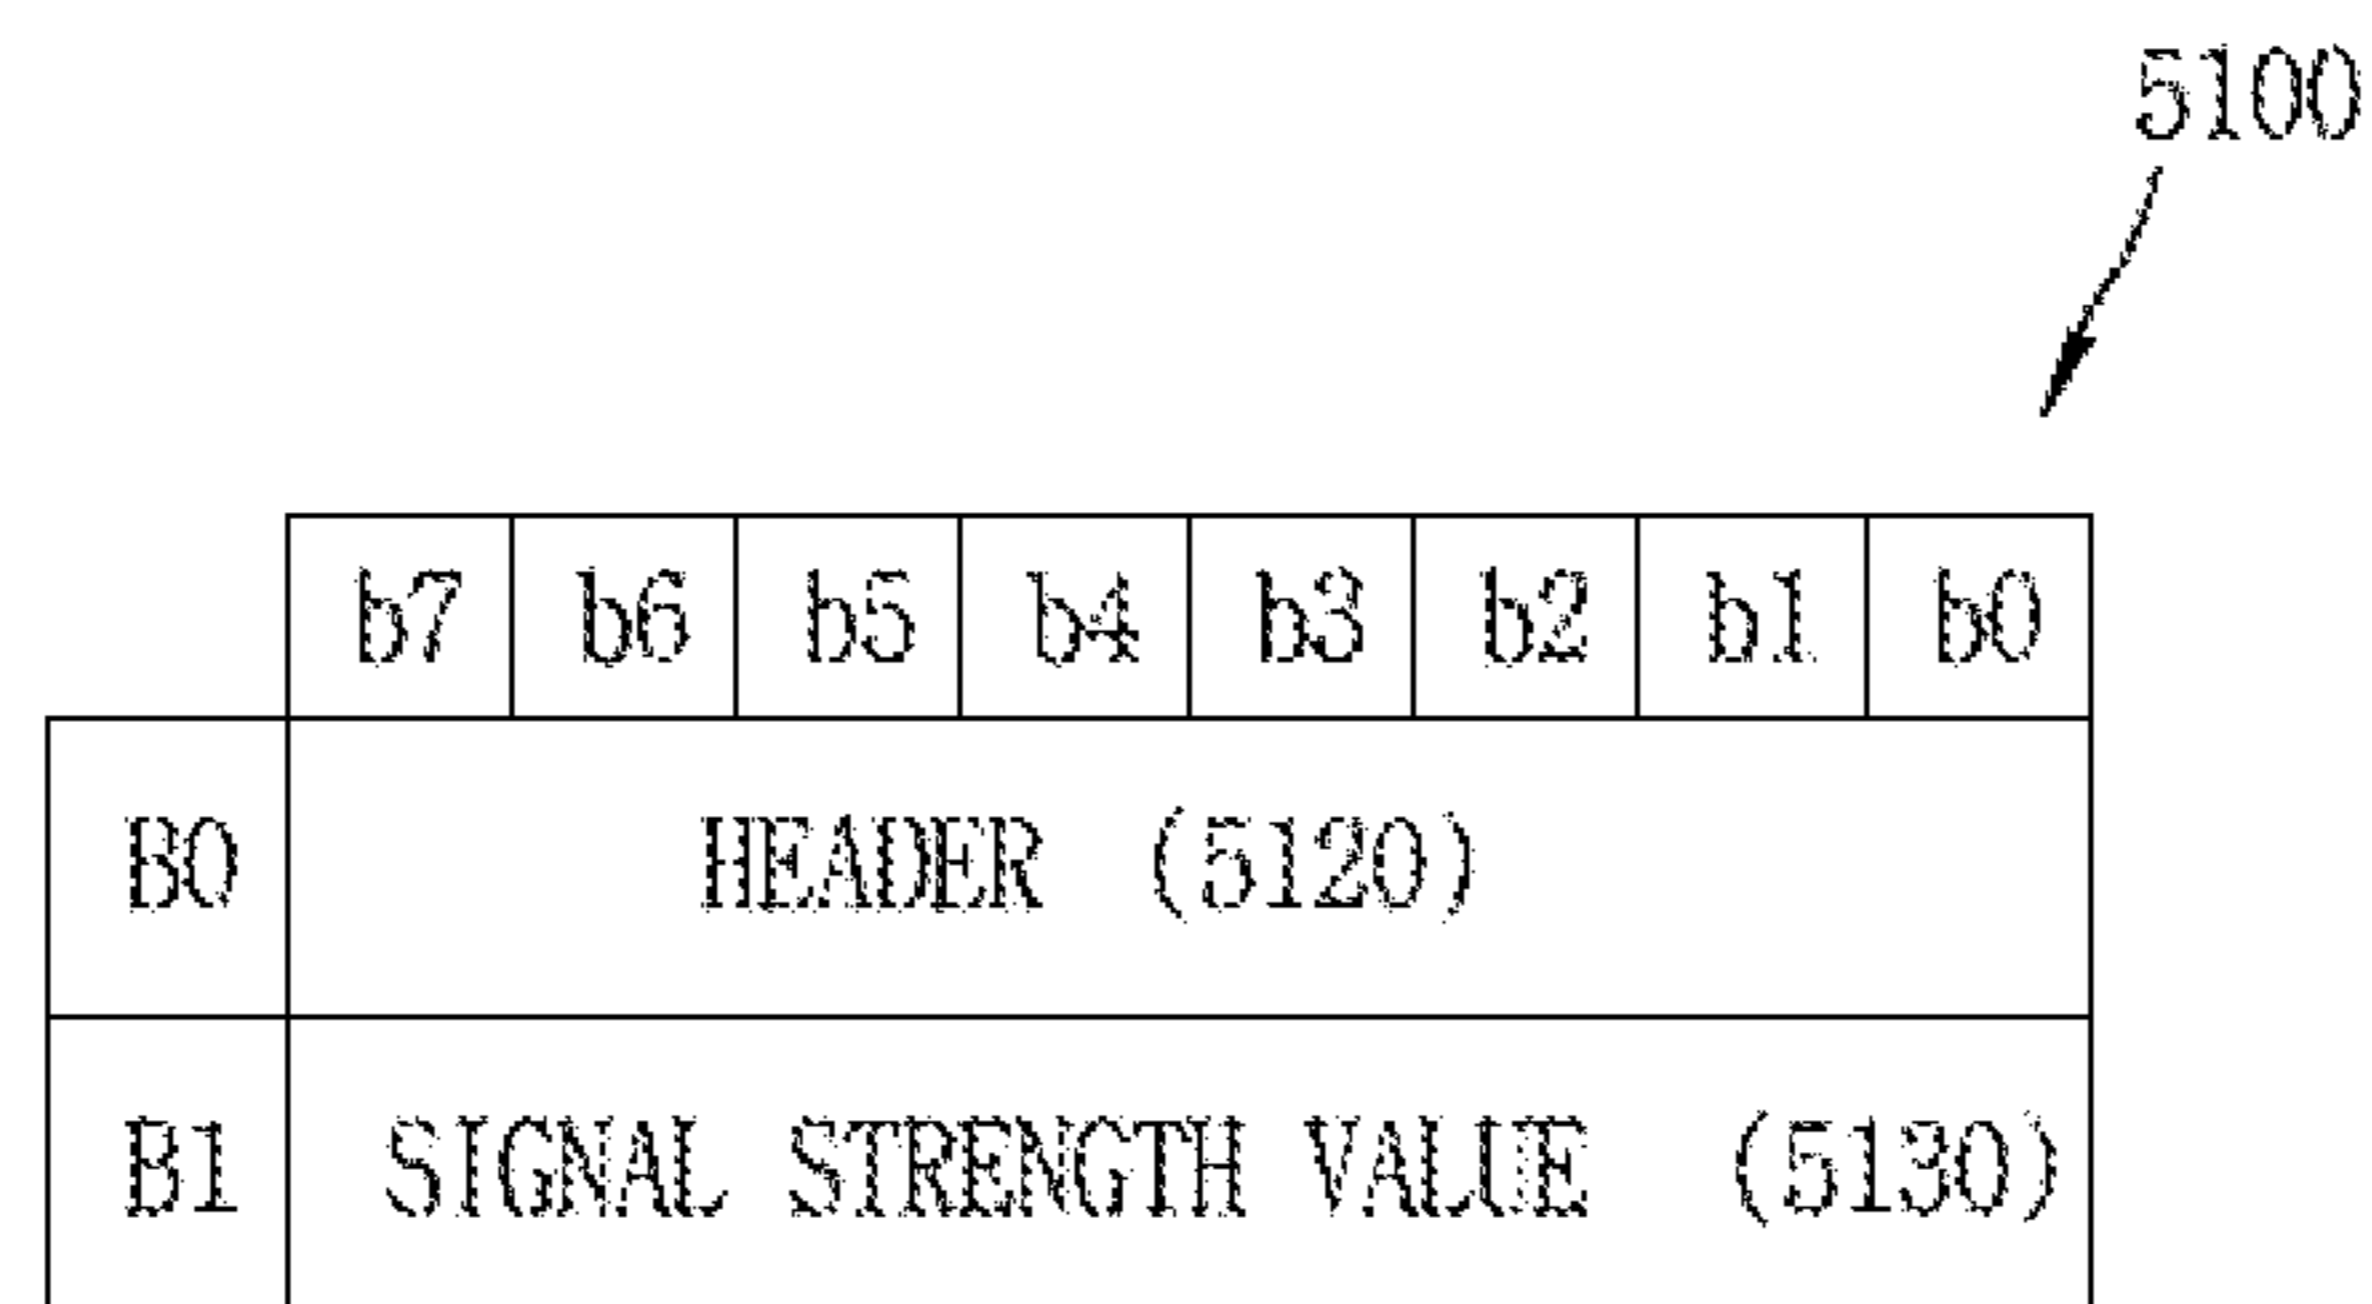 5100
b7 b6 b5 b4 b3 b2 b1 b0
B0 HEADER (5120)
B1 SIGNAL STRENGTH VALUE (5130)